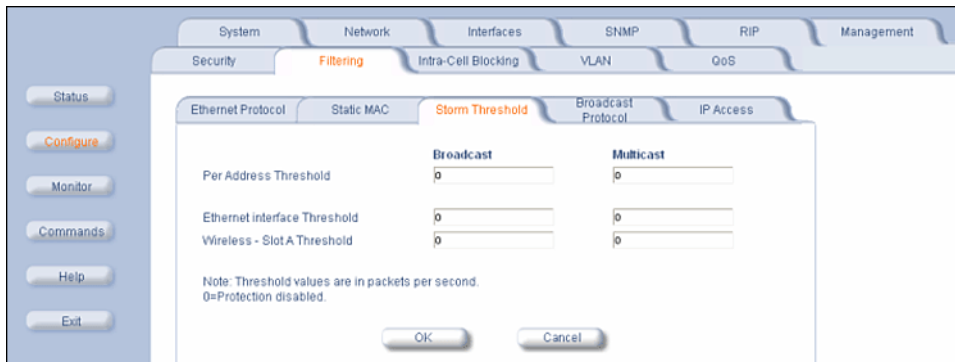 System Network Interfaces SNMP RIP Management
Security Filtering Intra-Cell Blocking VLAN QoS
Status
Configure
Monitor
Commands
Help
Exit
Ethernet Protocol Static MAC Storm Threshold Broadcast Protocol IP Access
Broadcast Multicast
Per Address Threshold 0 0
Ethernet interface Threshold 0 0
Wireless - Slot A Threshold 0 0
Note: Threshold values are in packets per second.
0=Protection disabled.
OK Cancel